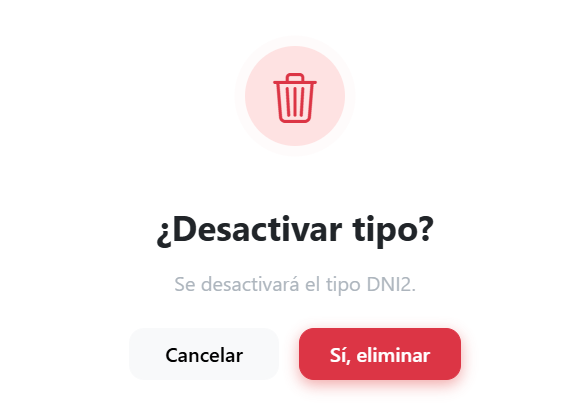 ¿Desactivar tipo?
Se desactivará el tipo DNI2.
Cancelar
Sí, eliminar